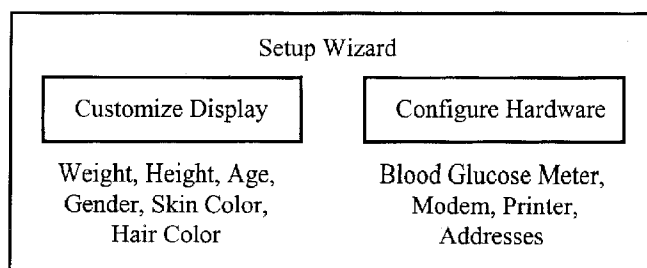 Setup Wizard
Customize Display
Configure Hardware
Weight, Height, Age,
Gender, Skin Color,
Hair Color
Blood Glucose Meter,
Modem, Printer,
Addresses